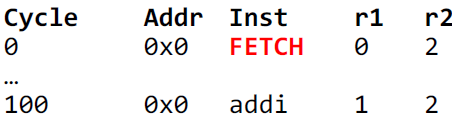 Cycle Addr Inst r1 r2
0 0x0 FETCH 0 2
…
100 0x0 addi 1 2